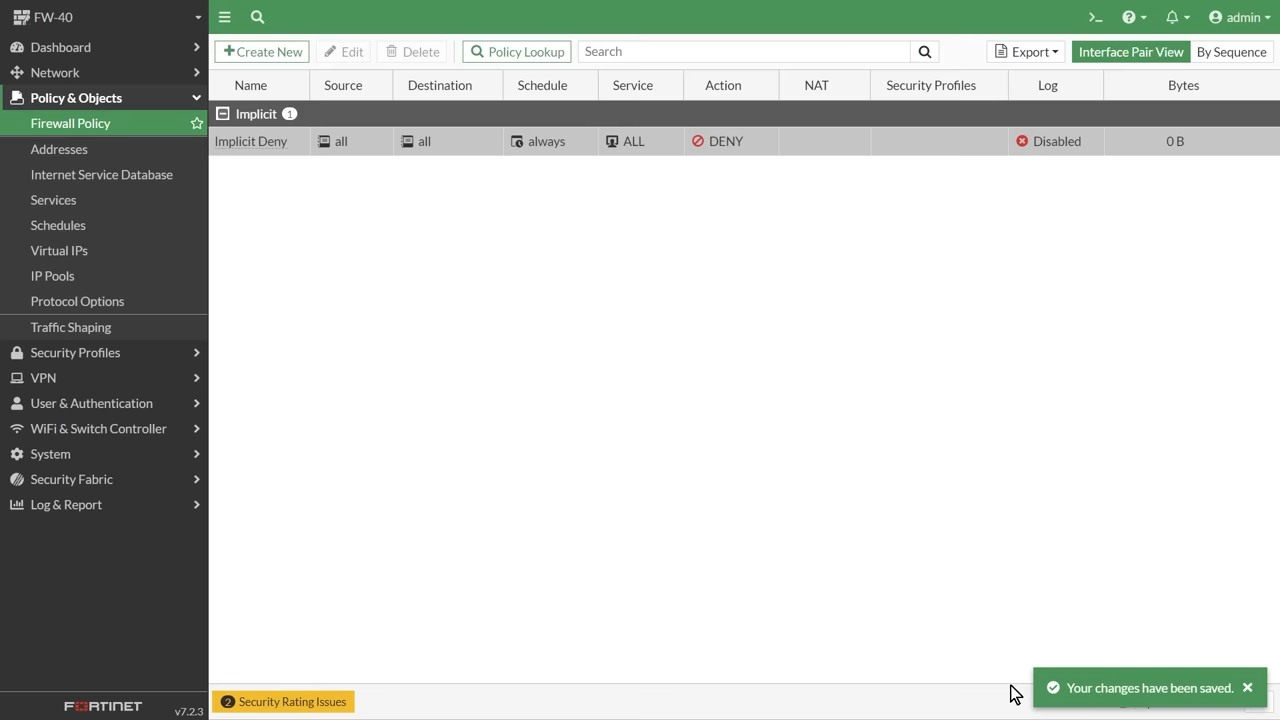 FW-40
admin
Dashboard
Network
Policy & Objects
Firewall Policy
Addresses
Internet Service Database
Services
Schedules
Virtual IPs
IP Pools
Protocol Options
Traffic Shaping
Security Profiles
VPN
User & Authentication
WiFi & Switch Controller
System
Security Fabric
Log & Report
FORTINET
v7.2.3
Create New
Edit
Delete
Policy Lookup
Search
Export
Interface Pair View
By Sequence
Name Source Destination Schedule Service Action NAT Security Profiles Log Bytes
Implicit 1
Implicit Deny all all always ALL DENY Disabled 0 B
2 Security Rating Issues
Your changes have been saved.